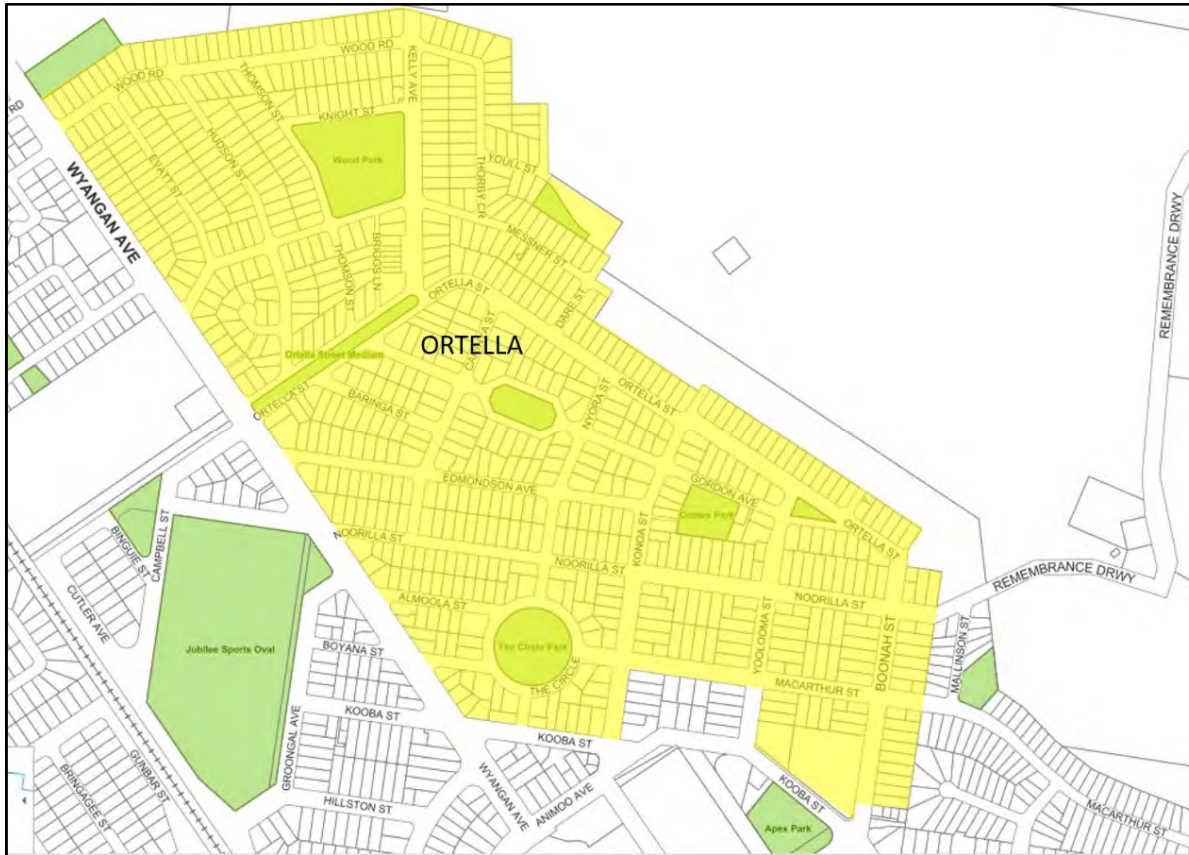 WOOD RD
WOOD RD
KELLY AVE
THOMSON ST
KNIGHT ST
RD
HUDSON ST
Wood Park
EVATT ST
YOULL ST
THORBY CR
WYANGAN AVE
MESSNER ST
THOMSON ST
BRIGGS LN
REMEMBRANCE DRWY
ORTELLA ST
DARE ST
ORTELLA
Ortella Street Medium
ORTELLA ST
BARINGA ST
NYORA ST
ORTELLA ST
EDMONDSON AVE
GORDON AVE
ORTELLA ST
NOORILLA ST
KONOA ST
NOORILLA ST
CAMPBELL ST
BINGUIE ST
CUTLER AVE
REMEMBRANCE DRWY
NOORILLA ST
ALMOOLA ST
YOOLOOMA ST
BOONAH ST
MALLINSON ST
Jubilee Sports Oval
BOYANA ST
The Circle Park
THE CIRCLE
MACARTHUR ST
KOOBA ST
KOOBA ST
GROONGAL AVE
GUNBAR ST
BRINGAGEE ST
WYANGAN AVE
ANIMOO AVE
HILLSTON ST
KOOBA ST
Apex Park
MACARTHUR ST
4